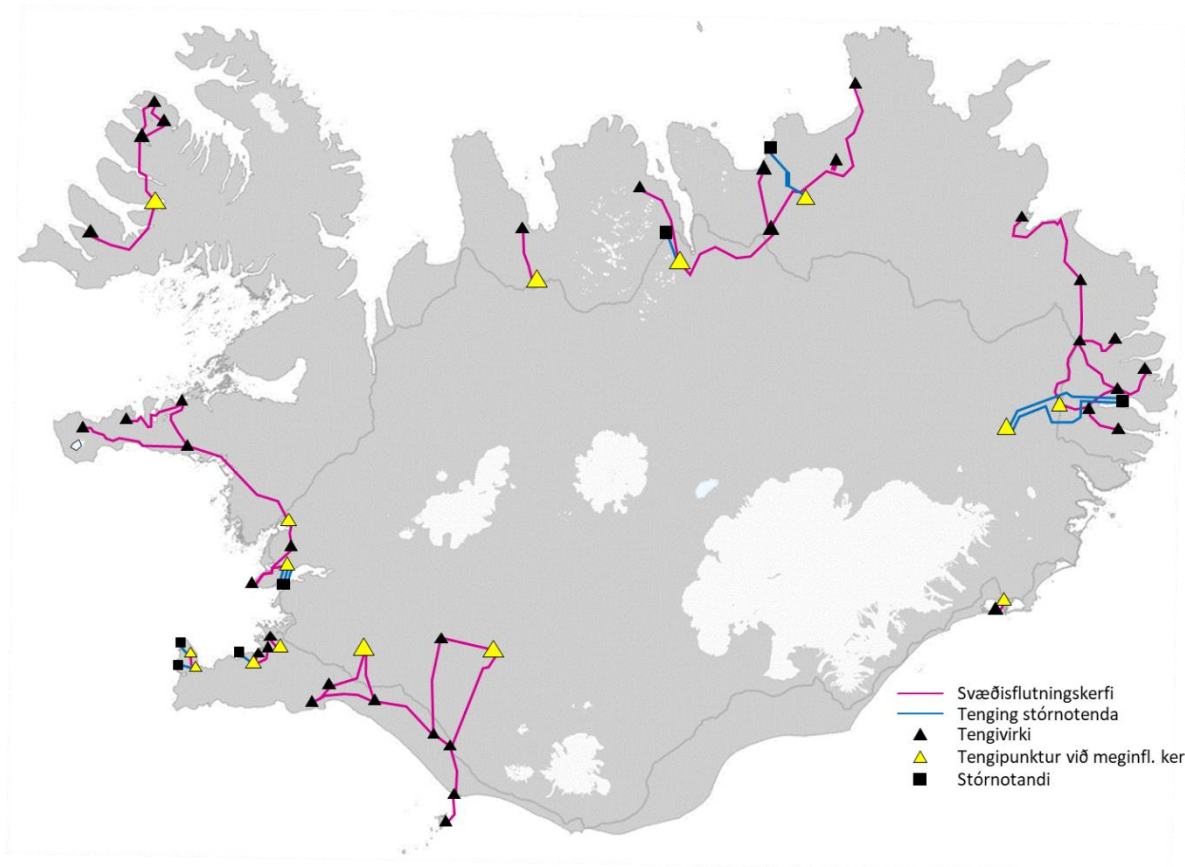 Svæðisflutningskerfi
Tenging stórnotenda
Tengivirki
Tengipunktur við meginfl. ker
Stórnotandi